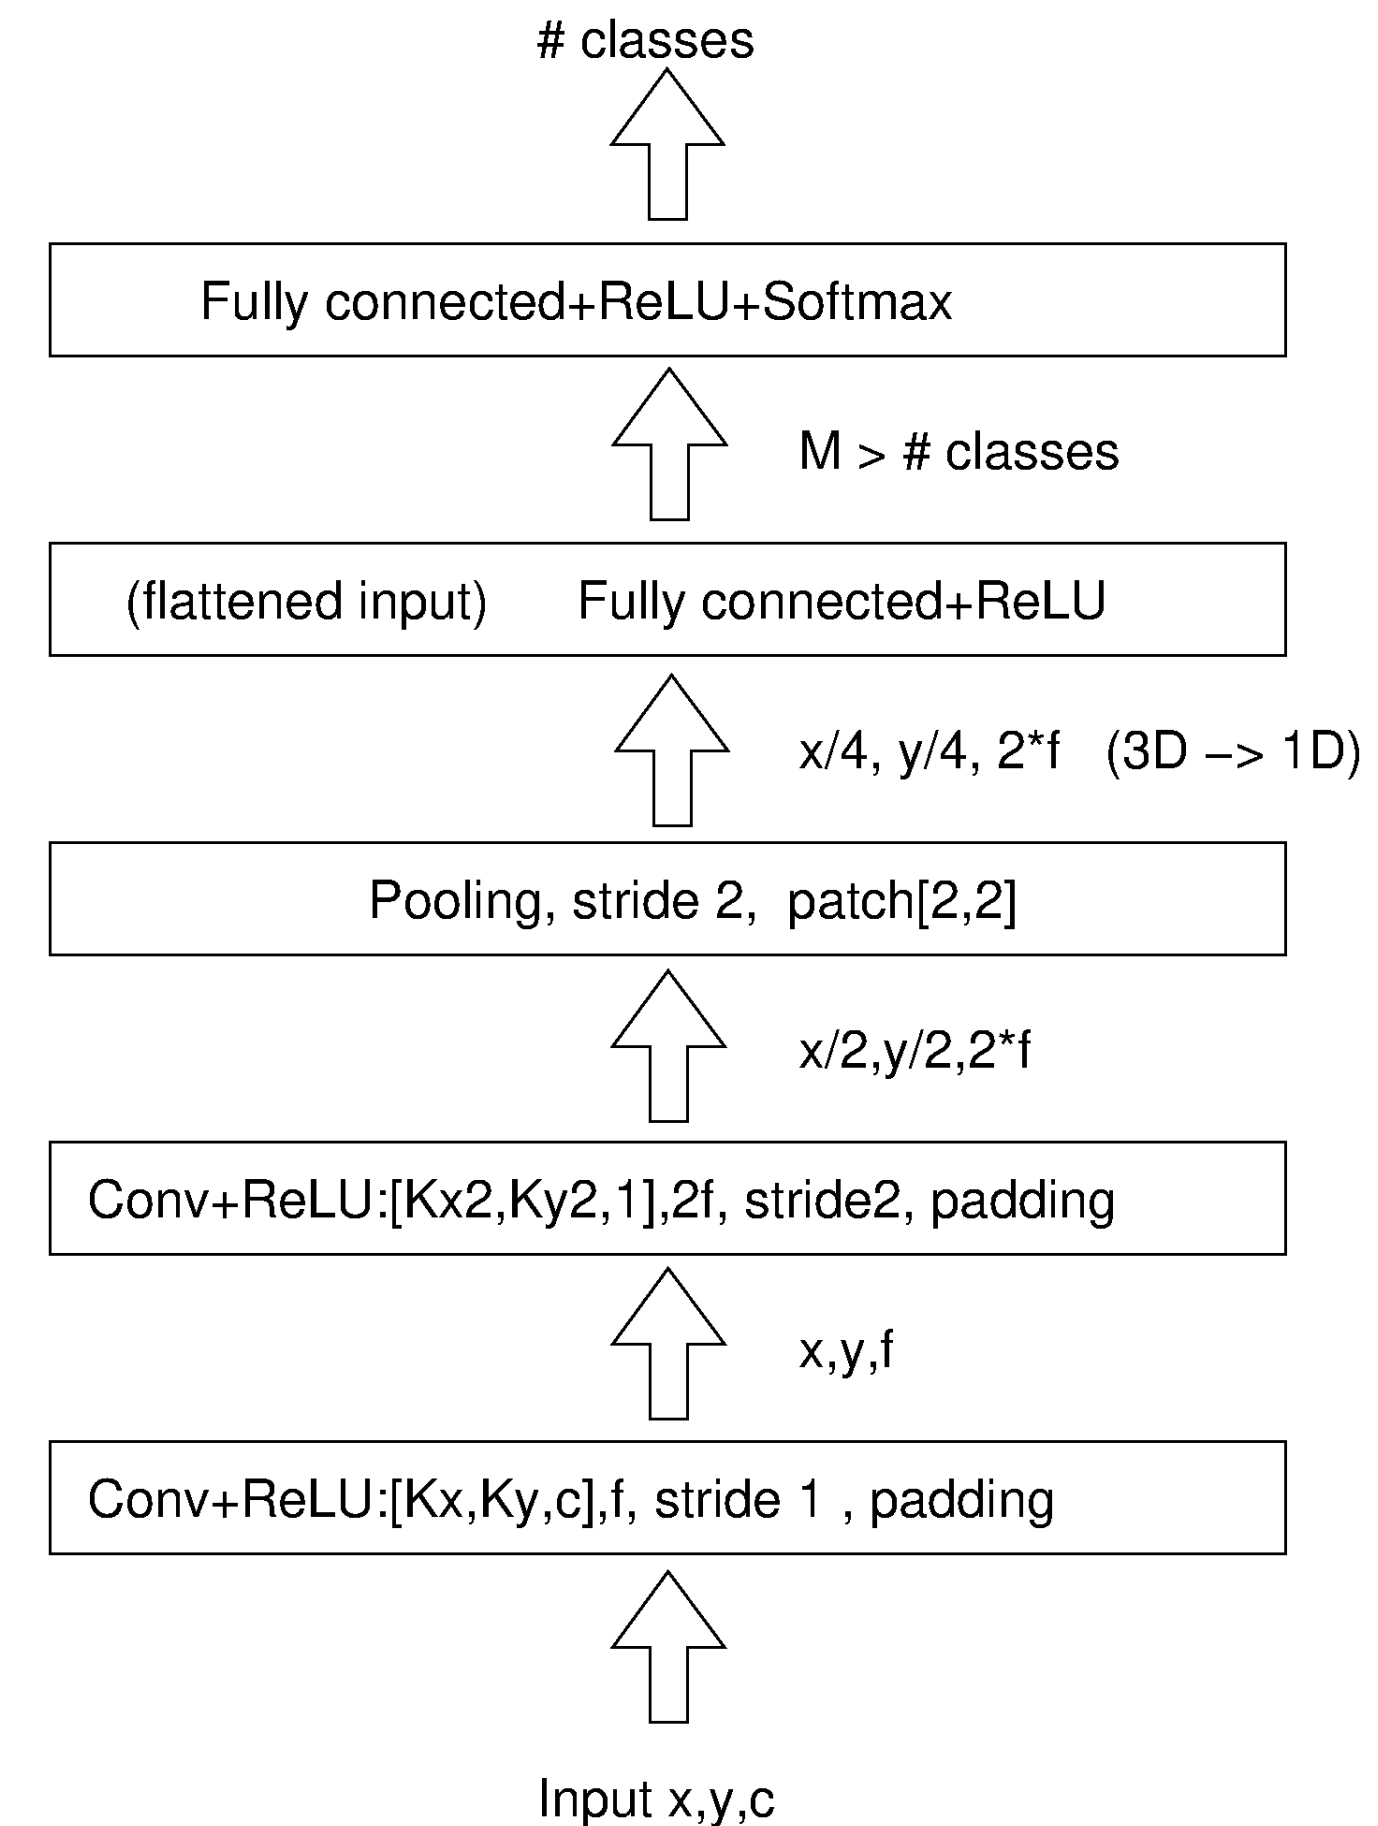 # classes
Fully connected+ReLU+Softmax
M > # classes
(flattened input) Fully connected+ReLU
x/4, y/4, 2*f (3D −> 1D)
Pooling, stride 2, patch[2,2]
x/2,y/2,2*f
Conv+ReLU:[Kx2,Ky2,1],2f, stride2, padding
x,y,f
Conv+ReLU:[Kx,Ky,c],f, stride 1 , padding
Input x,y,c